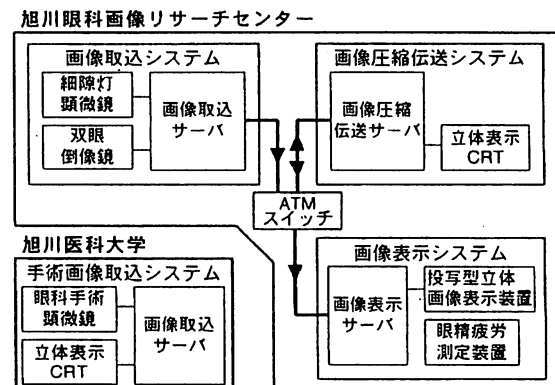 旭川眼科画像リサーチセンター
画像取込システム
細隙灯
顕微鏡
双眼
倒像鏡
画像取込
サーバ
画像圧縮伝送システム
画像圧縮
伝送サーバ
立体表示
CRT
ATM
スイッチ
旭川医科大学
手術画像取込システム
眼科手術
顕微鏡
立体表示
CRT
画像取込
サーバ
画像表示システム
画像表示
サーバ
投写型立体
画像表示装置
眼精疲労
測定装置